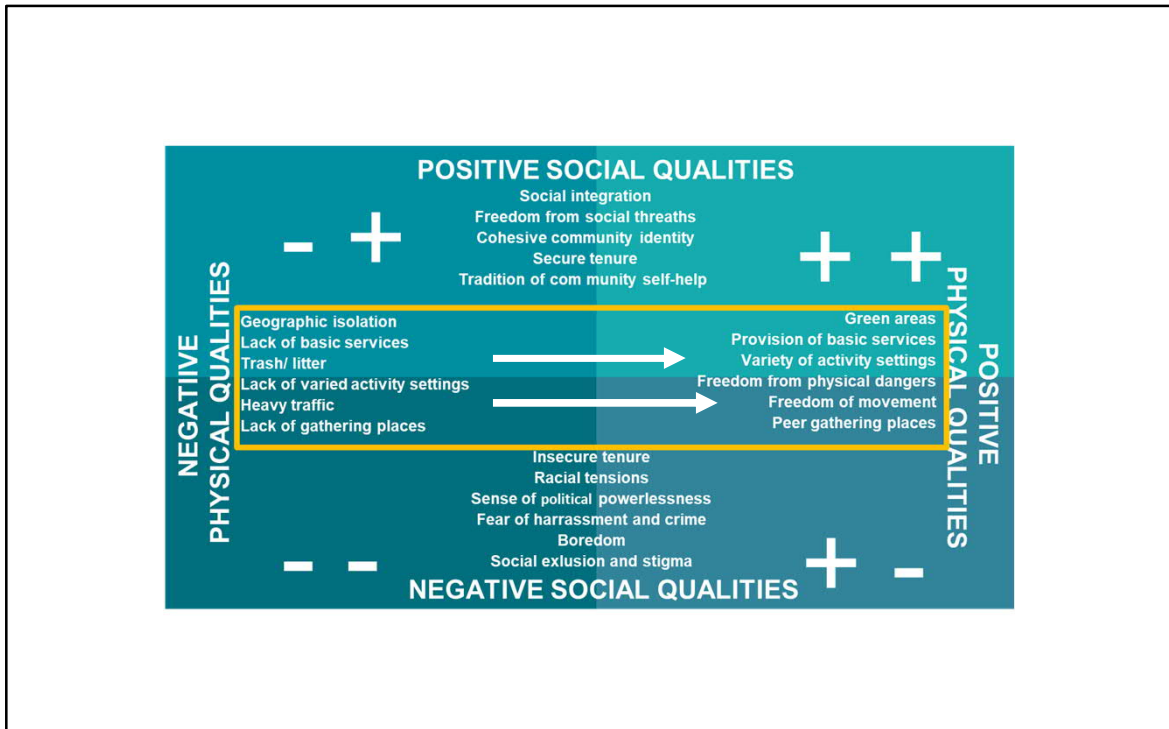 POSITIVE SOCIAL QUALITIES
Social integration
Freedom from social threaths
Cohesive community identity
Secure tenure
Tradition of com munity self-help
- +
+ +
NEGATIIVE
PHYSICAL QUALITIES
Geographic isolation
Lack of basic services
Trash/ litter
Lack of varied activity settings
Heavy traffic
Lack of gathering places
Green areas
Provision of basic services
Variety of activity settings
Freedom from physical dangers
Freedom of movement
Peer gathering places
POSITIVE
PHYSICAL QUALITIES
Insecure tenure
Racial tensions
Sense of political powerlessness
Fear of harrassment and crime
Boredom
Social exlusion and stigma
- -
+ -
NEGATIVE SOCIAL QUALITIES